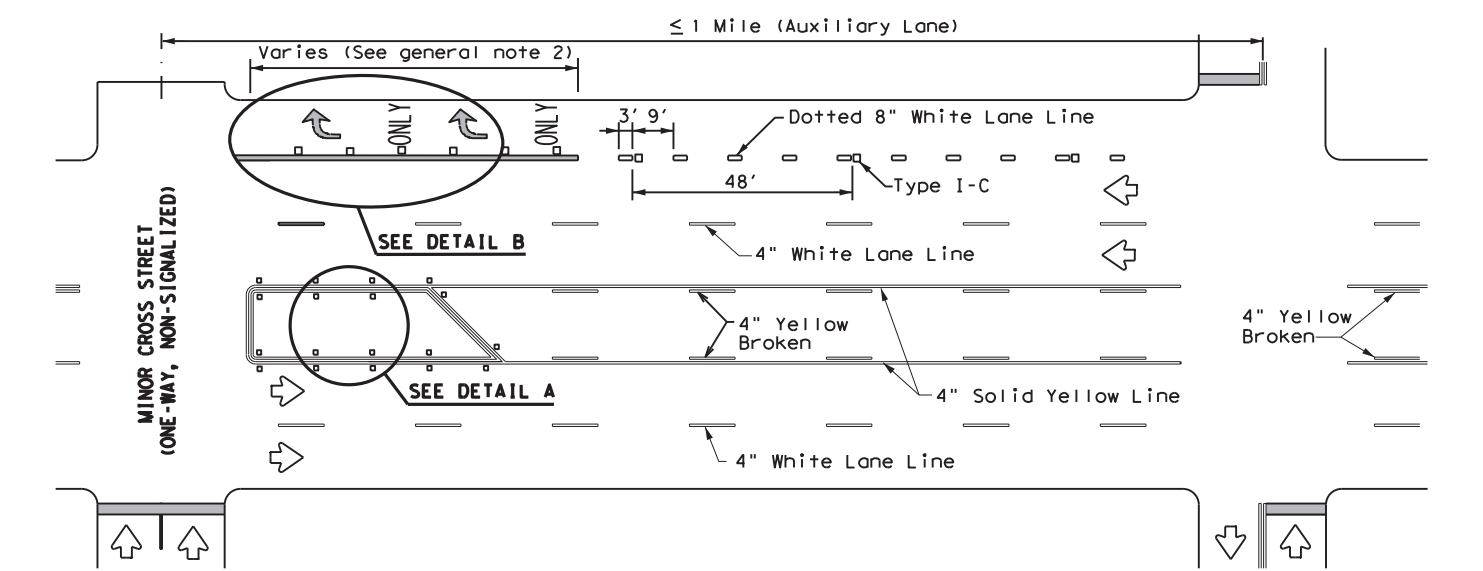 ≤ 1 Mile (Auxiliary Lane)
Varies (See general note 2)
ONLY
ONLY
3' 9'
Dotted 8" White Lane Line
48'
Type I-C
SEE DETAIL B
4" White Lane Line
MINOR CROSS STREET
(ONE-WAY, NON-SIGNALIZED)
4" Yellow
Broken
4" Yellow
Broken
SEE DETAIL A
4" Solid Yellow Line
4" White Lane Line